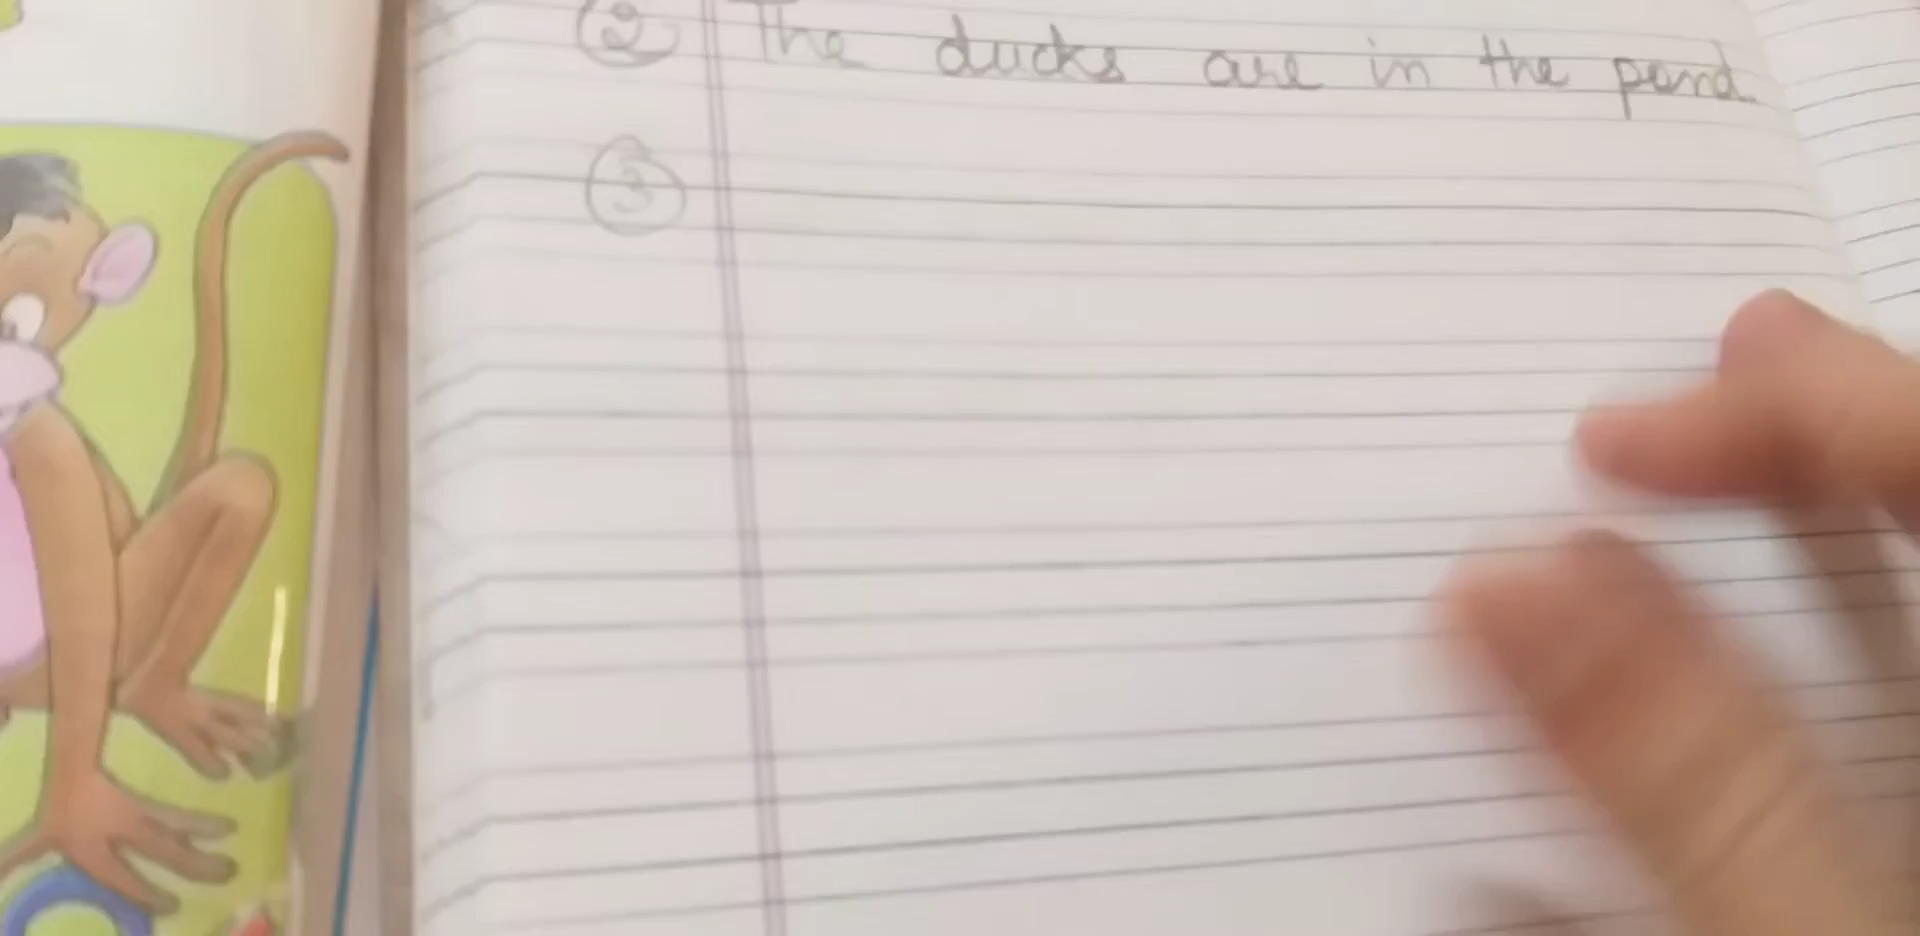 ② The ducks are in the pond
③